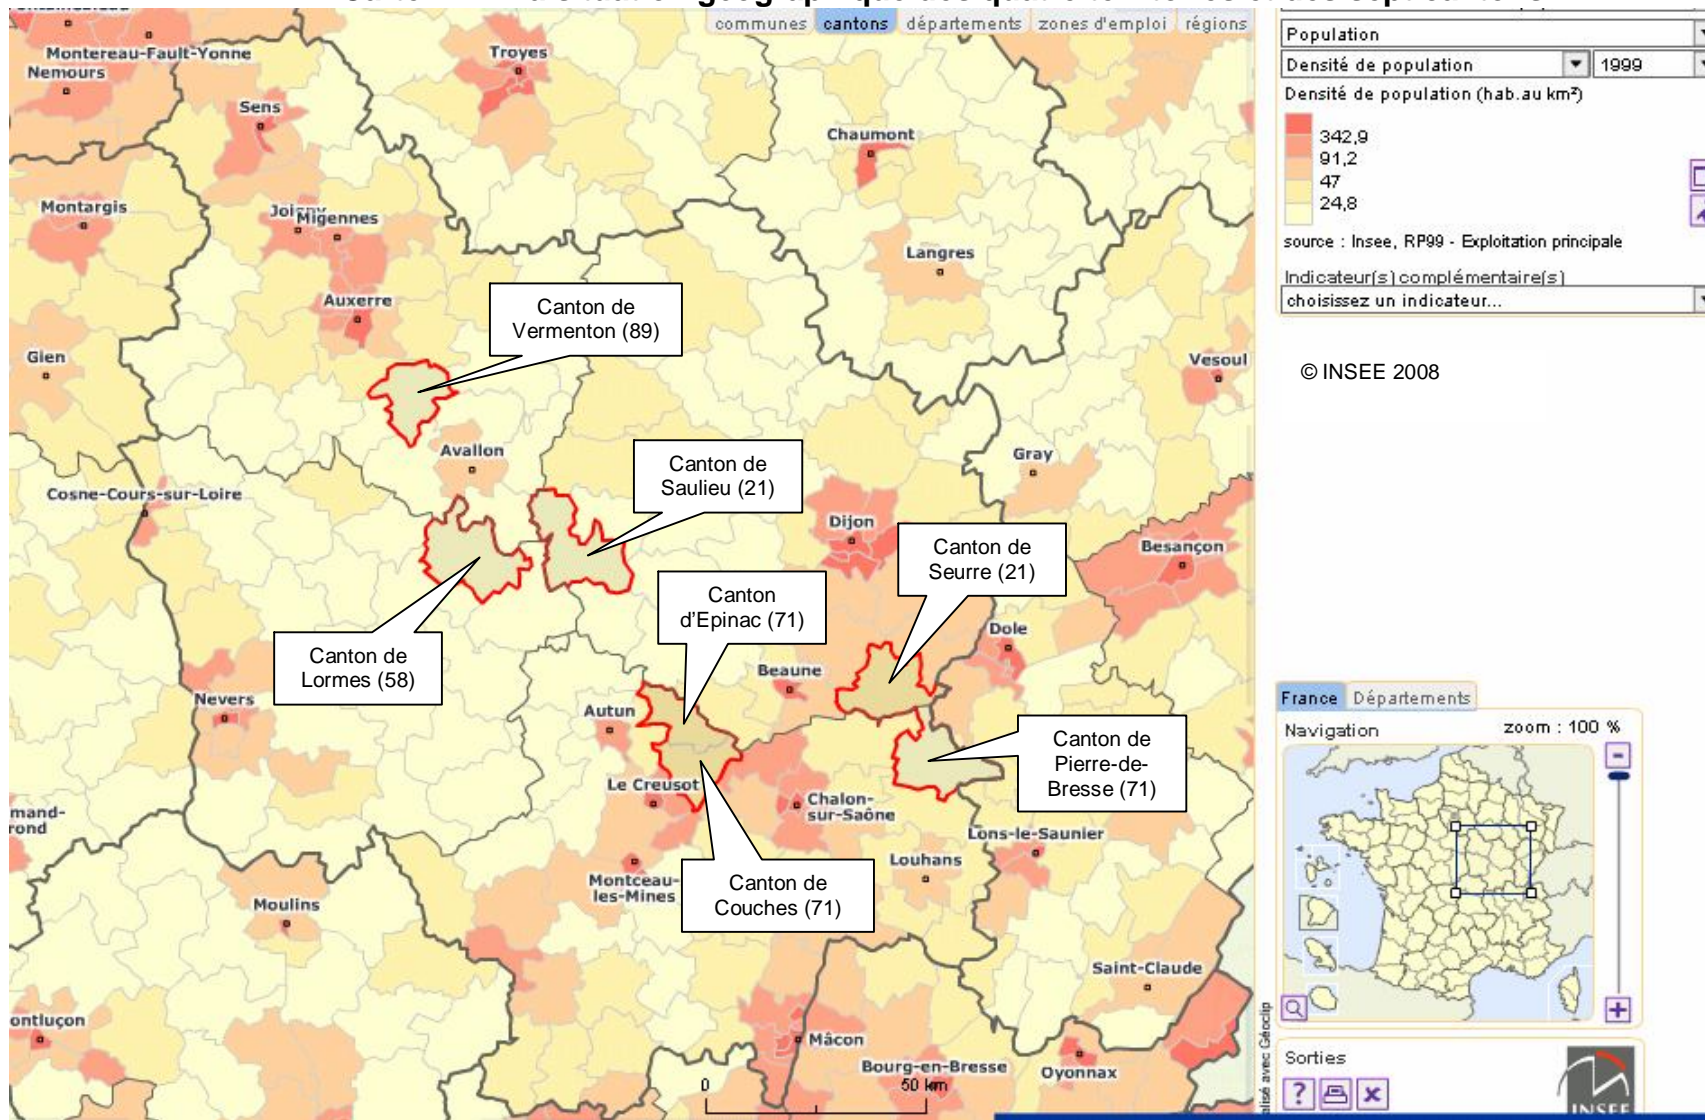 communes cantons départements zones d'emploi régions
Montereau-Fault-Yonne
Nemours
Troyes
Sens
Chaumont
Montargis
Migennes
Langres
Auxerre
Canton de
Vermenton (89)
Gien
Vesoul
Avallon
Canton de
Saulieu (21)
Gray
Cosne-Cours-sur-Loire
Dijon
Canton de
Seurre (21)
Besançon
Canton
d'Epinac (71)
Dole
Canton de
Lormes (58)
Beaune
Nevers
Autun
Canton de
Pierre-de-
Bresse (71)
Le Creusot
Chalon-
sur-Saône
Lons-le-Saunier
Louhans
Montceau-
les-Mines
Canton de
Couches (71)
Moulins
Saint-Claude
Mâcon
Bourg-en-Bresse
Oyonnax
0 50 km
Population
Densité de population 1999
Densité de population (hab.au km²)
342,9
91,2
47
24,8
source : Insee, RP99 - Exploitation principale
Indicateur(s) complémentaire(s)
choisissez un indicateur...
© INSEE 2008
France Départements
Navigation zoom : 100 %
avec Géoclip
Sorties
INSEE